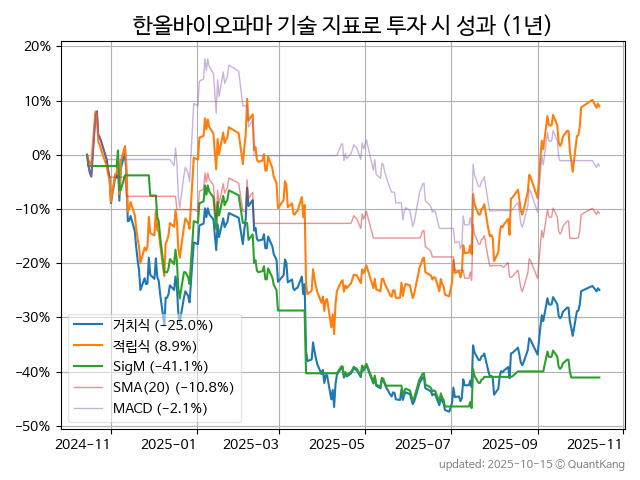 한올바이오파마 기술 지표로 투자 시 성과 (1년)
20%
10%
0%
−10%
−20%
−30%
−40%
−50%
거치식 (−25.0%)
적립식 (8.9%)
SigM (−41.1%)
SMA(20) (−10.8%)
MACD (−2.1%)
2024−11
2025−01
2025−03
2025−05
2025−07
2025−09
2025−11
updated: 2025-10-15 © QuantKang